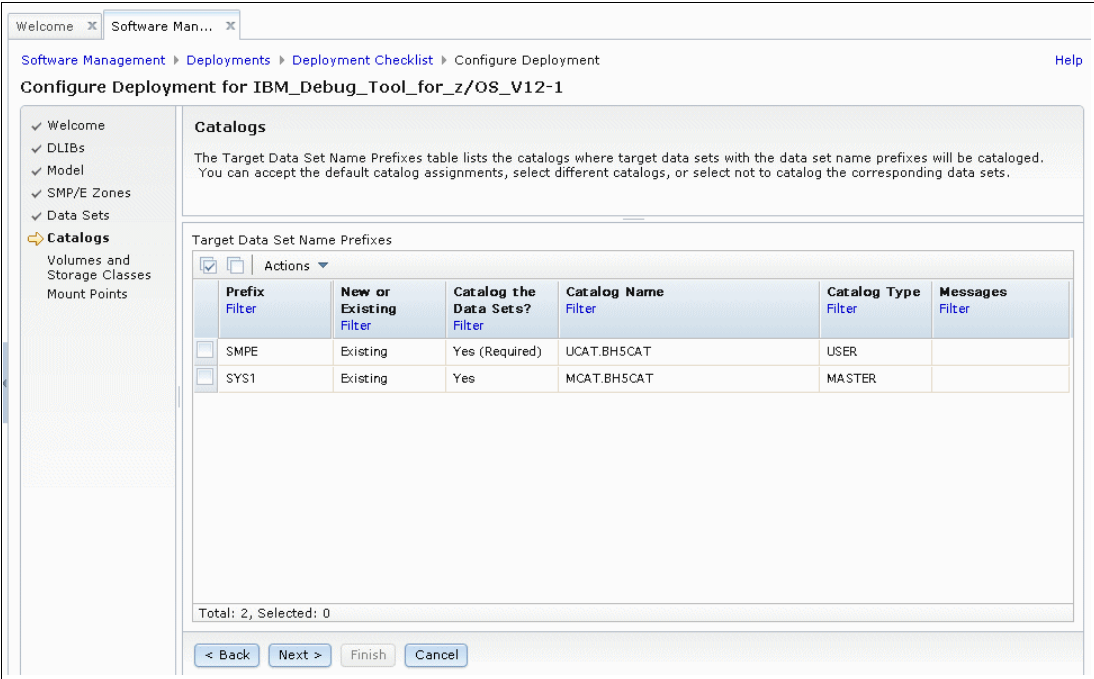 Welcome X Software Man... X
Software Management Deployments Deployment Checklist Configure Deployment Help
Configure Deployment for IBM_Debug_Tool_for_z/OS_V12-1
Welcome
DLIBs
Model
SMP/E Zones
Data Sets
Catalogs
Volumes and
Storage Classes
Mount Points
Catalogs
The Target Data Set Name Prefixes table lists the catalogs where target data sets with the data set name prefixes will be cataloged.
You can accept the default catalog assignments, select different catalogs, or select not to catalog the corresponding data sets.
Target Data Set Name Prefixes
Actions
Prefix New or Catalog the Catalog Name Catalog Type Messages
Filter Existing Data Sets? Filter Filter Filter
Filter Filter
SMPE Existing Yes (Required) UCAT.BH5CAT USER
SYS1 Existing Yes MCAT.BH5CAT MASTER
Total: 2, Selected: 0
< Back Next > Finish Cancel